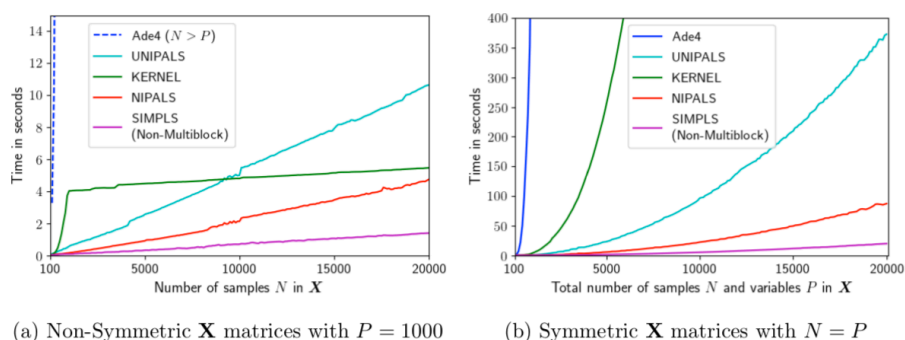 14
12
10
8
6
4
2
0
Time in seconds
Ade4 (N > P)
UNIPALS
KERNEL
NIPALS
SIMPLS
(Non-Multiblock)
100 5000 10000 15000 20000
Number of samples N in X
(a) Non-Symmetric X matrices with P = 1000
400
350
300
250
200
150
100
50
0
Time in seconds
Ade4
UNIPALS
KERNEL
NIPALS
SIMPLS
(Non-Multiblock)
100 5000 10000 15000 20000
Total number of samples N and variables P in X
(b) Symmetric X matrices with N = P